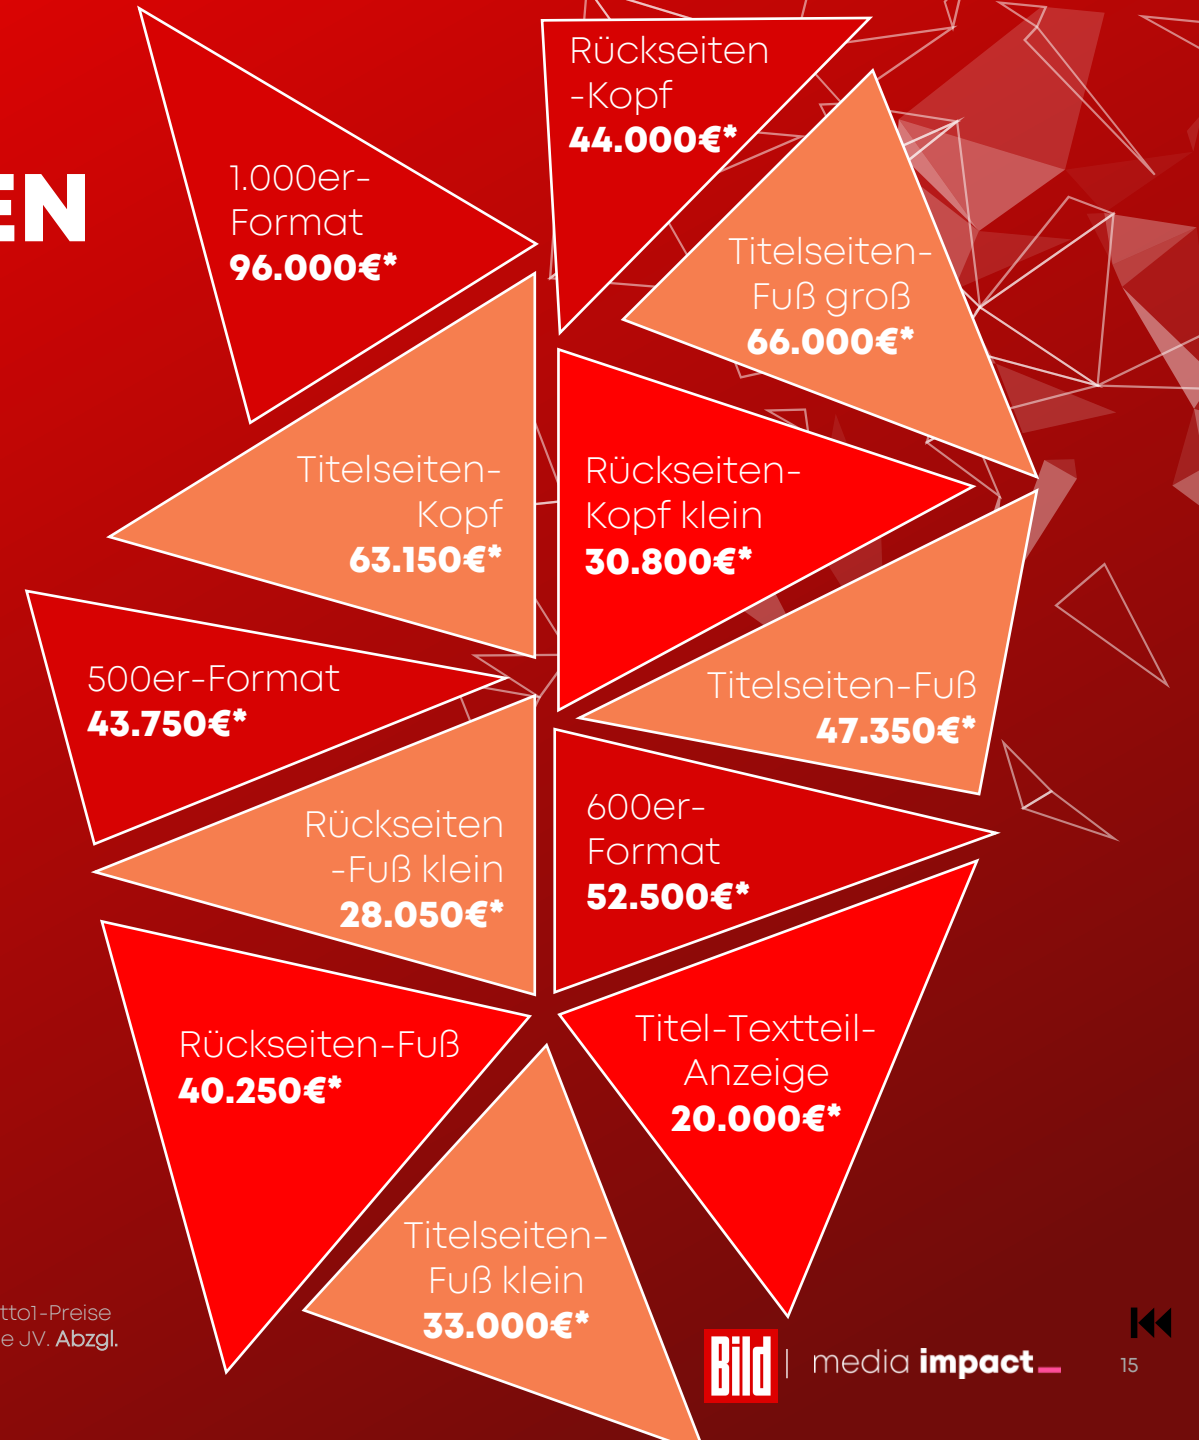 EN
1.000er-
Format
96.000€*
Rückseiten
-Kopf
44.000€*
Titelseiten-
Fuß groß
66.000€*
Titelseiten-
Kopf
63.150€*
Rückseiten-
Kopf klein
30.800€*
500er-Format
43.750€*
Titelseiten-Fuß
47.350€*
Rückseiten
-Fuß klein
28.050€*
600er-
Format
52.500€*
Rückseiten-Fuß
40.250€*
Titel-Textteil-
Anzeige
20.000€*
Titelseiten-
Fuß klein
33.000€*
tto1-Preise
e JV. Abzgl.
Bild | media impact_
15